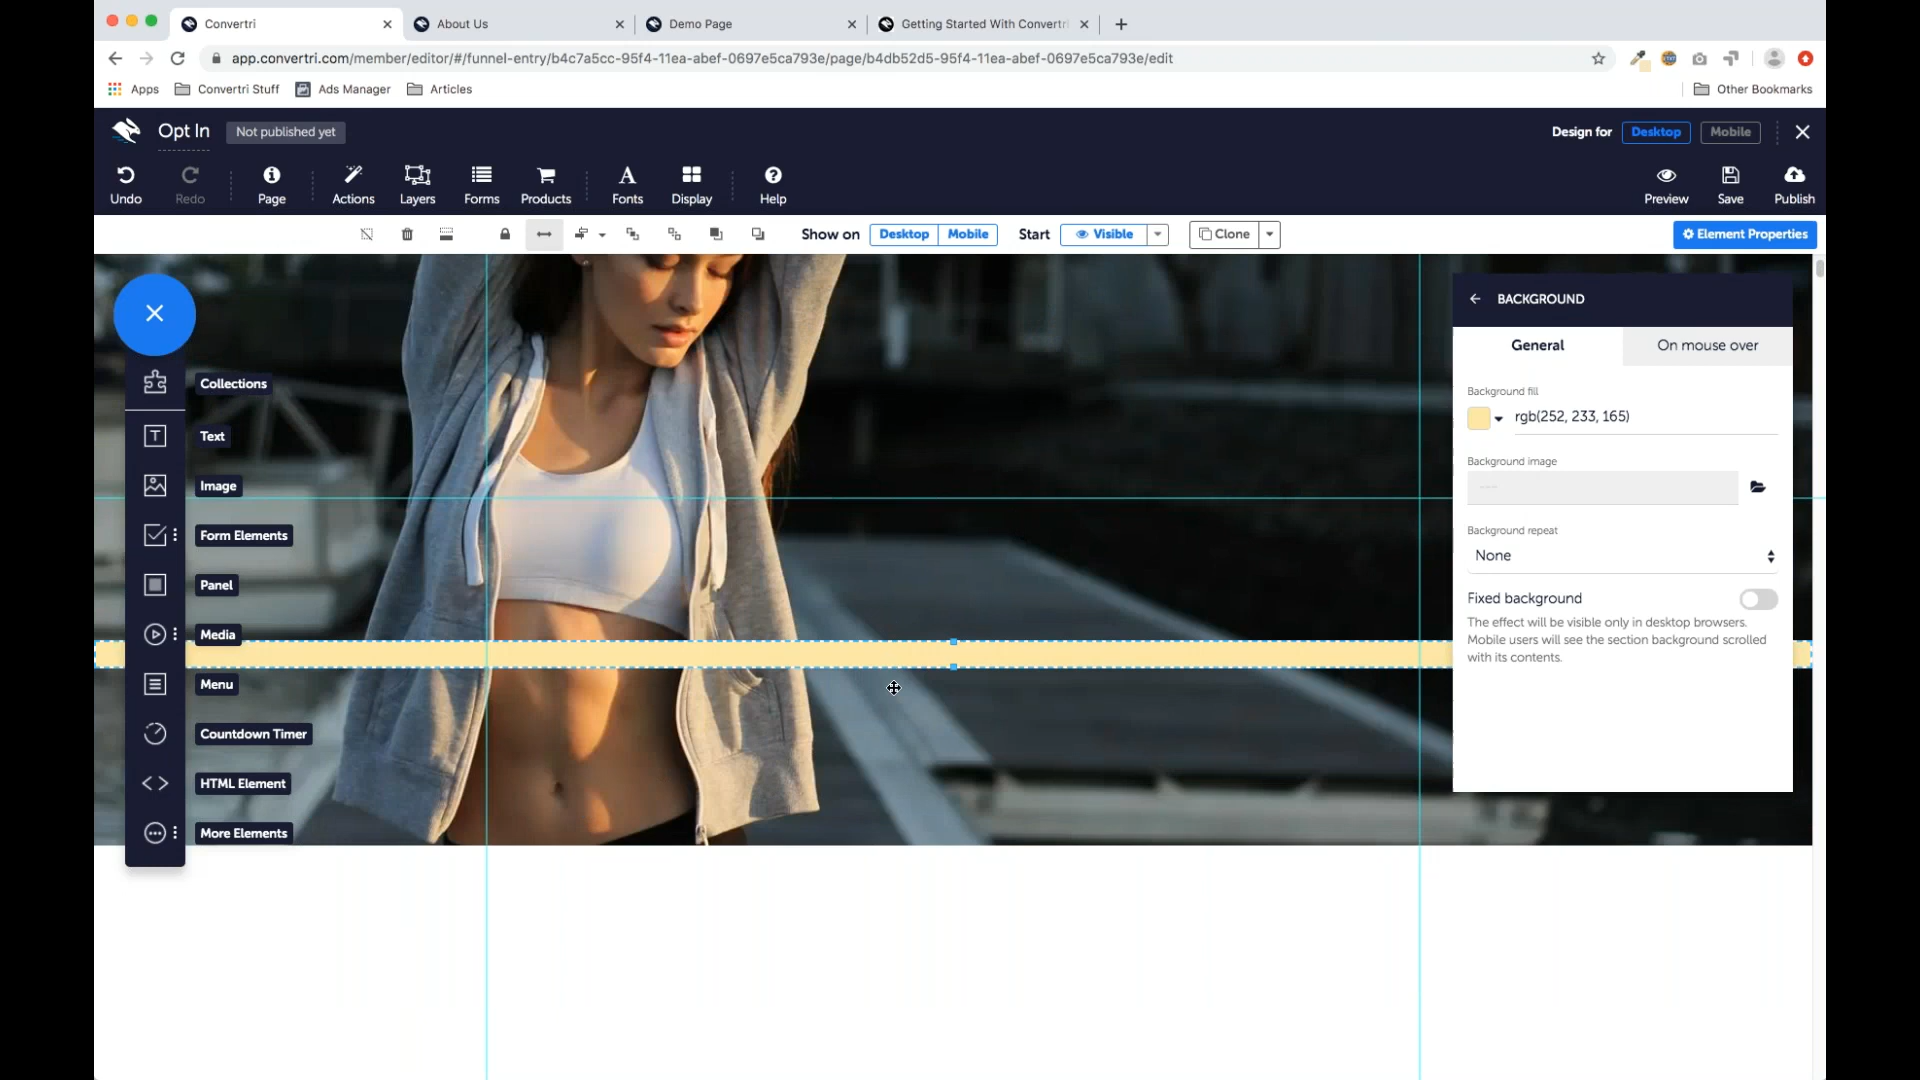 Convertri
About Us
Demo Page
Getting Started With Convertri
app.convertri.com/member/editor/#/funnel-entry/b4c7a5cc-95f4-11ea-abef-0697e5ca793e/page/b4db52d5-95f4-11ea-abef-0697e5ca793e/edit
Apps Convertri Stuff Ads Manager Articles Other Bookmarks
Opt In Not published yet Design for Desktop Mobile
Undo Redo Page Actions Layers Forms Products Fonts Display Help Preview Save Publish
Show on Desktop Mobile Start Visible Clone Element Properties
BACKGROUND
General On mouse over
Background fill
rgb(252, 233, 165)
Background image
---
Background repeat
None
Fixed background
The effect will be visible only in desktop browsers.
Mobile users will see the section background scrolled
with its contents.
Collections
Text
Image
Form Elements
Panel
Media
Menu
Countdown Timer
HTML Element
More Elements